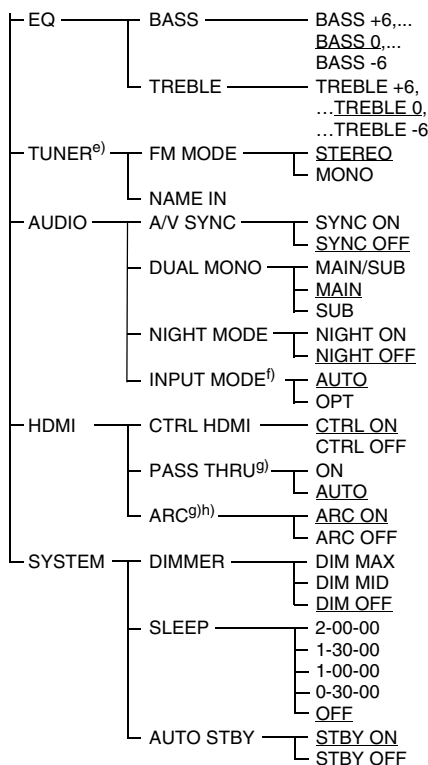 EQ BASS BASS +6,...
BASS 0,...
BASS -6
TREBLE TREBLE +6,
...TREBLE 0,
...TREBLE -6
TUNERe) FM MODE STEREO
MONO
NAME IN
AUDIO A/V SYNC SYNC ON
SYNC OFF
DUAL MONO MAIN/SUB
MAIN
SUB
NIGHT MODE NIGHT ON
NIGHT OFF
INPUT MODEf) AUTO
OPT
HDMI CTRL HDMI CTRL ON
CTRL OFF
PASS THRUg) ON
AUTO
ARCg)h) ARC ON
ARC OFF
SYSTEM DIMMER DIM MAX
DIM MID
DIM OFF
SLEEP 2-00-00
1-30-00
1-00-00
0-30-00
OFF
AUTO STBY STBY ON
STBY OFF